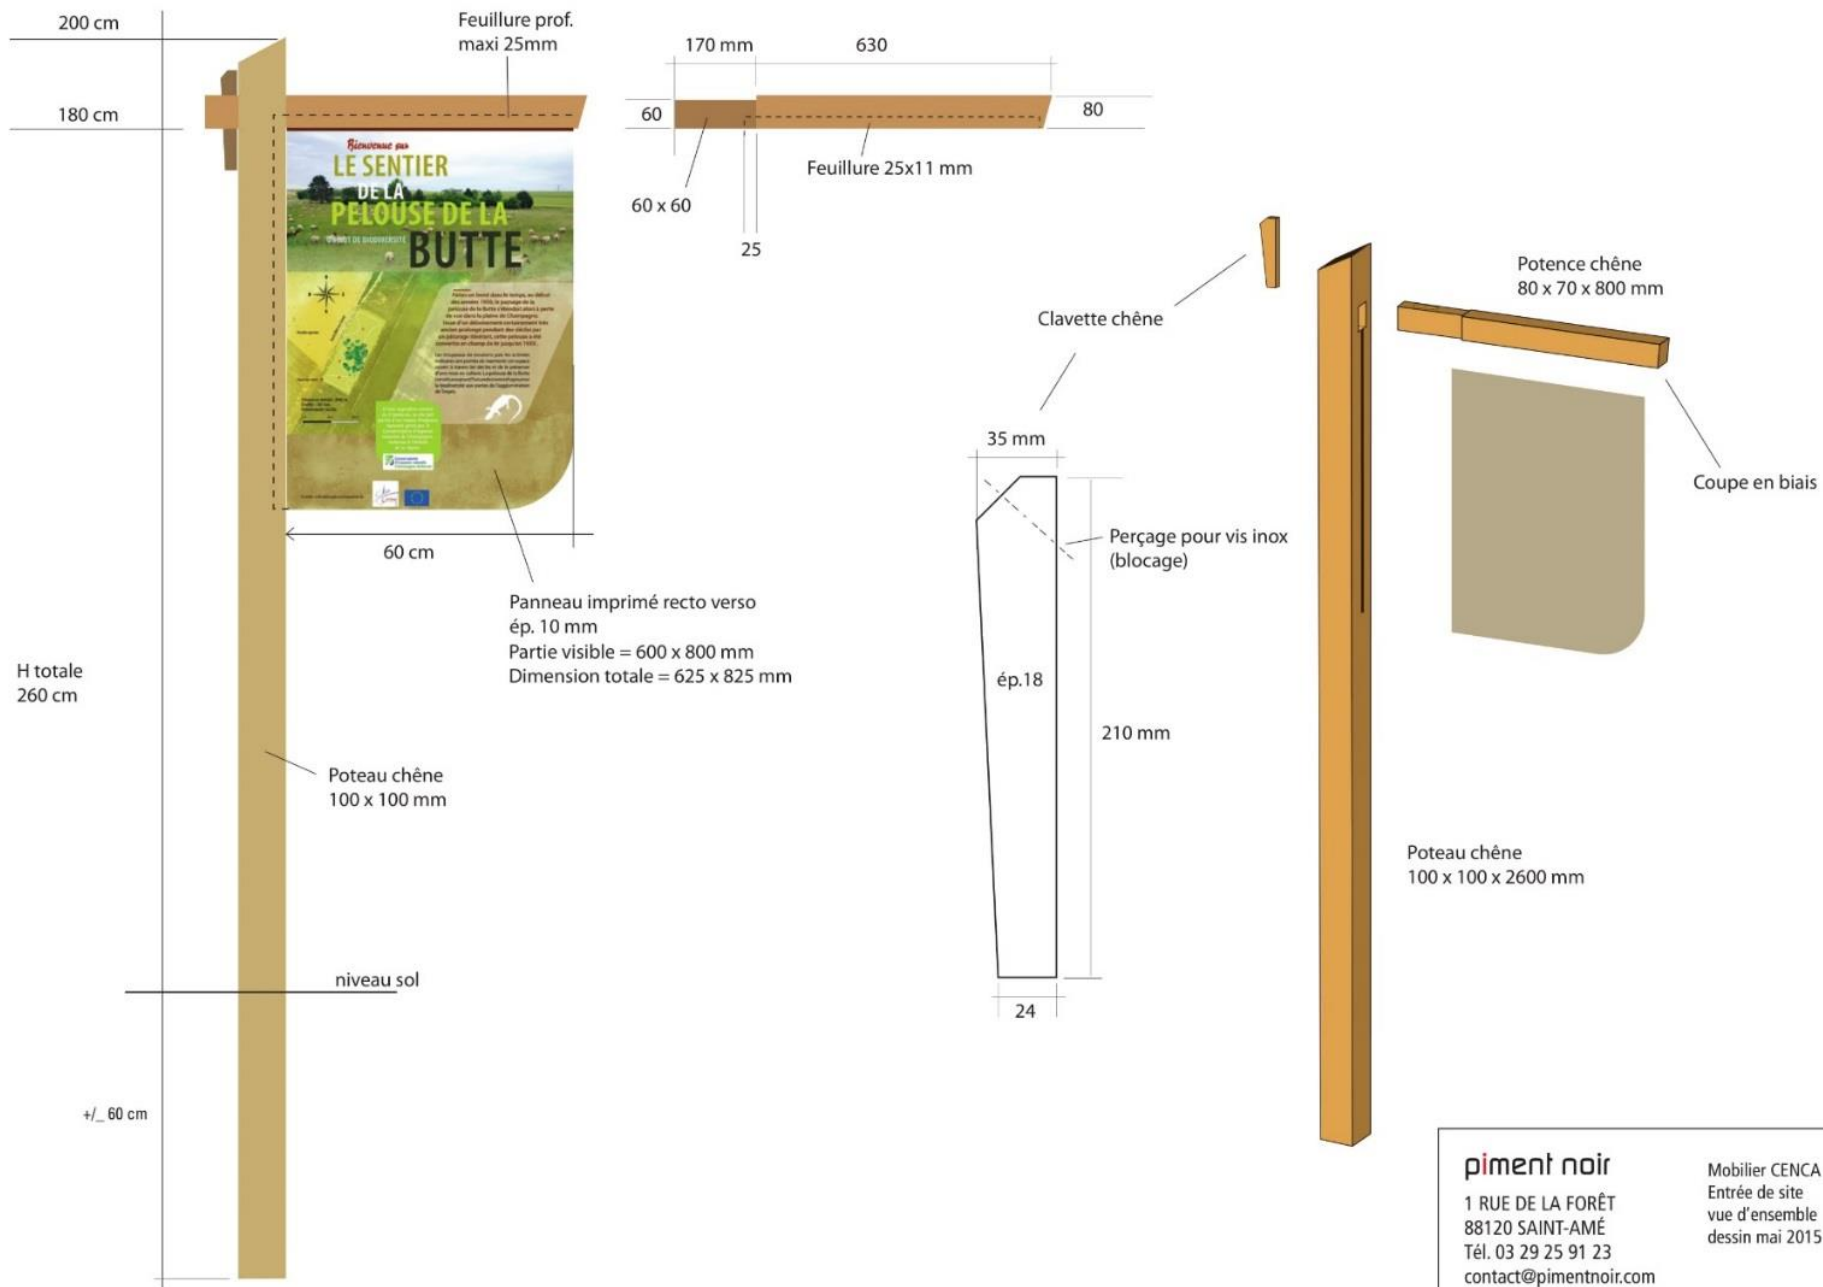 200 cm
180 cm
H totale
260 cm
+/_ 60 cm
Feuillure prof.
maxi 25mm
Bienvenue sur
LE SENTIER
DE LA
PELOUSE DE LA
BUTTE
60 cm
Panneau imprimé recto verso
ép. 10 mm
Partie visible = 600 x 800 mm
Dimension totale = 625 x 825 mm
Poteau chêne
100 x 100 mm
niveau sol
170 mm
630
60
80
Feuillure 25x11 mm
60 x 60
25
Clavette chêne
35 mm
Perçage pour vis inox
(blocage)
ép.18
210 mm
24
Potence chêne
80 x 70 x 800 mm
Coupe en biais
Poteau chêne
100 x 100 x 2600 mm
piment noir
1 RUE DE LA FORÊT
88120 SAINT-AMÉ
Tél. 03 29 25 91 23
contact@pimentnoir.com
Mobilier CENCA
Entrée de site
vue d'ensemble
dessin mai 2015